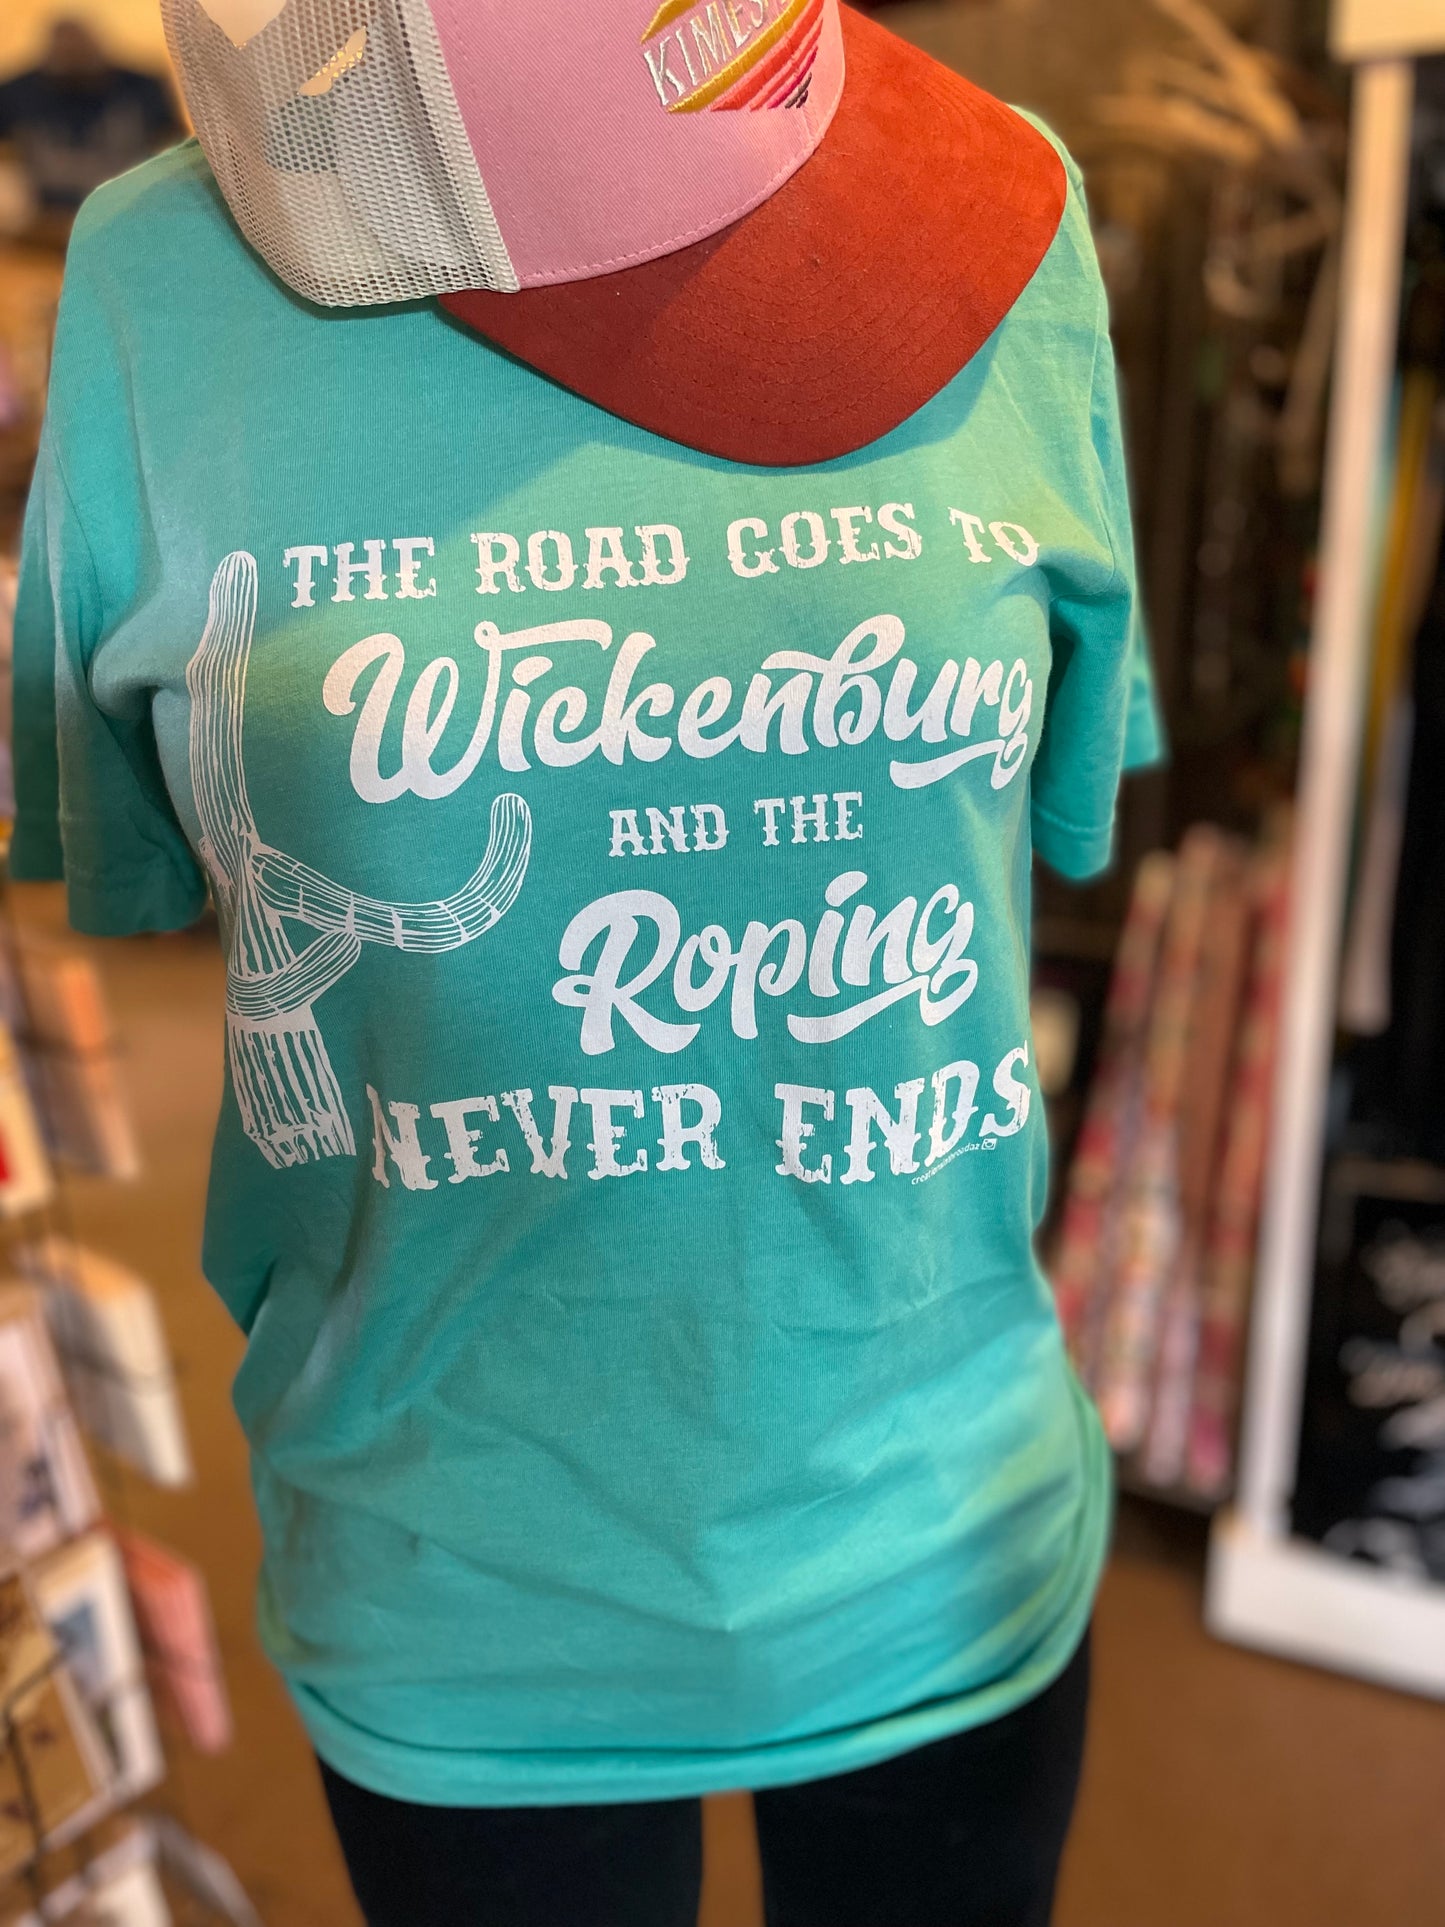 KIMES
THE ROAD GOES TO
Wickenburg
AND THE
Roping
NEVER ENDS